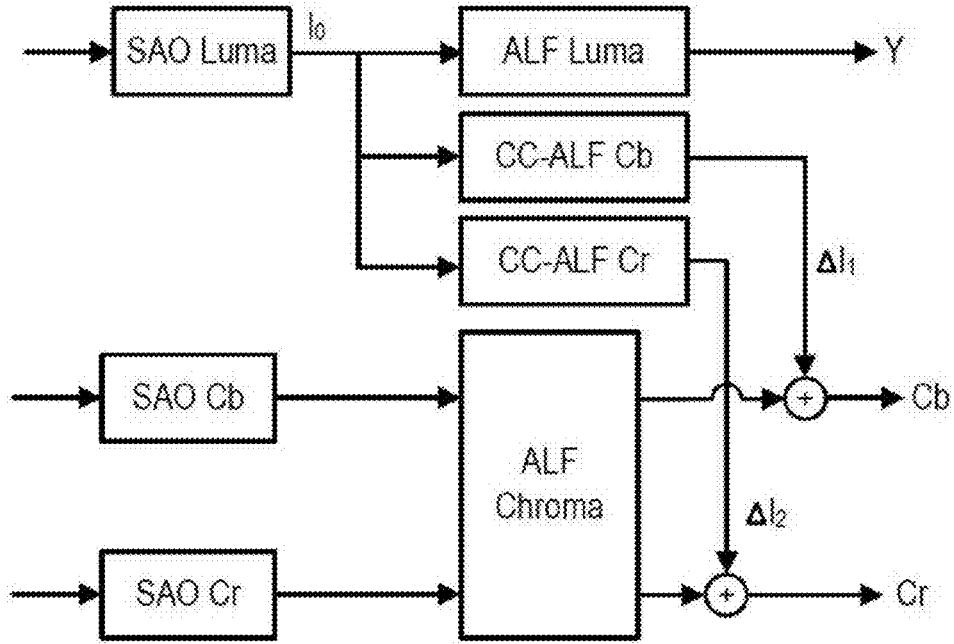 SAO Luma
I₀
ALF Luma
Y
CC-ALF Cb
CC-ALF Cr
ΔI₁
SAO Cb
ALF
Chroma
+
Cb
ΔI₂
SAO Cr
+
Cr